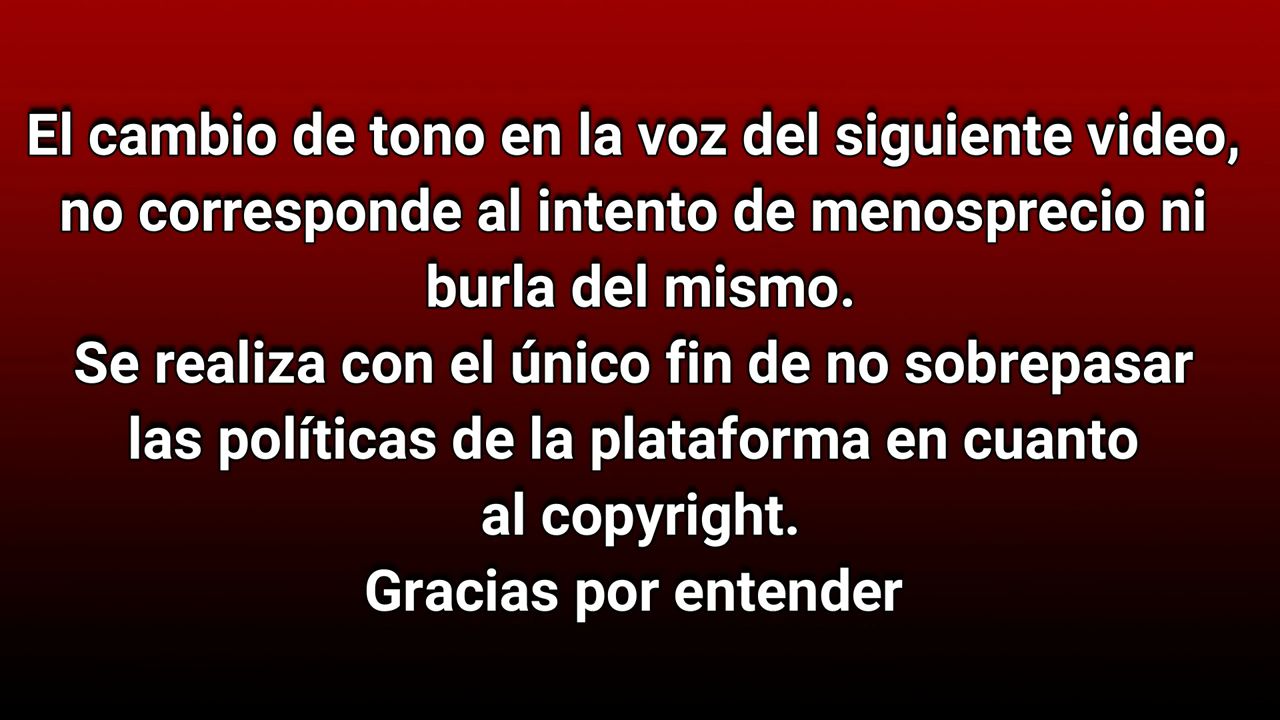 El cambio de tono en la voz del siguiente video,
no corresponde al intento de menosprecio ni
burla del mismo.
Se realiza con el único fin de no sobrepasar
las políticas de la plataforma en cuanto
al copyright.
Gracias por entender